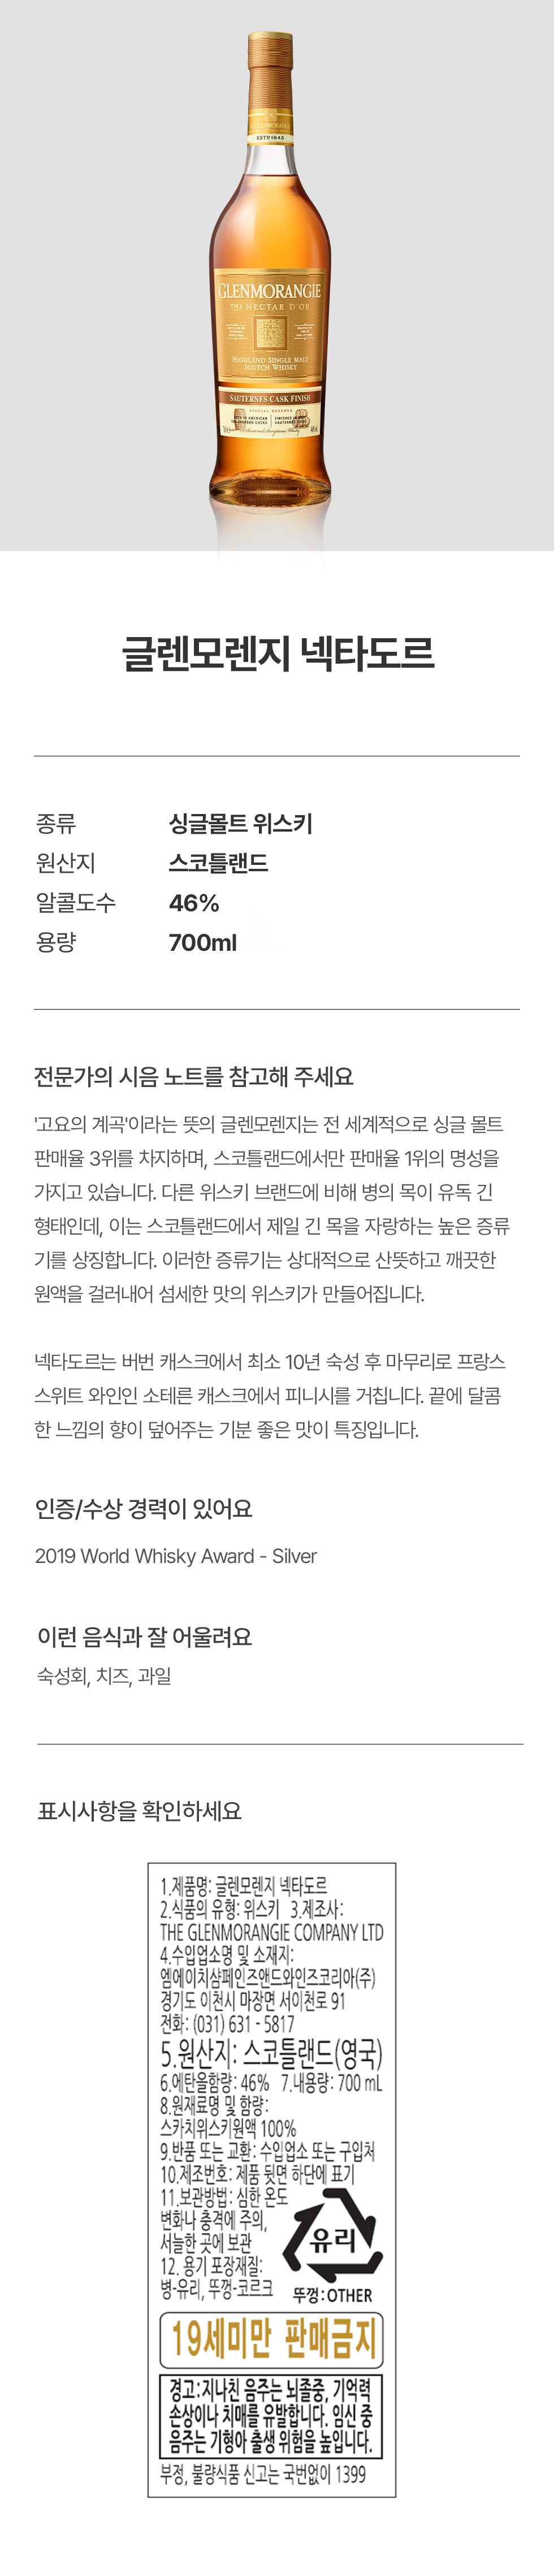 ESTD 1843
GLENMORANGIE
THE NECTAR D'OR
HIGHLAND SINGLE MALT
SCOTCH WHISKY
SAUTERNES CASK FINISH
SPECIAL RESERVE
글렌모렌지 넥타도르
종류 싱글몰트 위스키
원산지 스코틀랜드
알콜도수 46%
용량 700ml
전문가의 시음 노트를 참고해 주세요
'고요의 계곡'이라는 뜻의 글렌모렌지는 전 세계적으로 싱글 몰트
판매율 3위를 차지하며, 스코틀랜드에서만 판매율 1위의 명성을
가지고 있습니다. 다른 위스키 브랜드에 비해 병의 목이 유독 긴
형태인데, 이는 스코틀랜드에서 제일 긴 목을 자랑하는 높은 증류
기를 상징합니다. 이러한 증류기는 상대적으로 산뜻하고 깨끗한
원액을 걸러내어 섬세한 맛의 위스키가 만들어집니다.
넥타도르는 버번 캐스크에서 최소 10년 숙성 후 마무리로 프랑스
스위트 와인인 소테른 캐스크에서 피니시를 거칩니다. 끝에 달콤
한 느낌의 향이 덮어주는 기분 좋은 맛이 특징입니다.
인증/수상 경력이 있어요
2019 World Whisky Award - Silver
이런 음식과 잘 어울려요
숙성회, 치즈, 과일
표시사항을 확인하세요
1.제품명: 글렌모렌지 넥타도르
2.식품의 유형: 위스키 3.제조사:
THE GLENMORANGIE COMPANY LTD
4.수입업소명 및 소재지:
엠에이치샴페인즈앤드와인즈코리아(주)
경기도 이천시 마장면 서이천로 91
전화: (031) 631 - 5817
5.원산지: 스코틀랜드(영국)
6.에탄올함량: 46% 7.내용량: 700 mL
8.원재료명 및 함량:
스카치위스키원액 100%
9.반품 또는 교환: 수입업소 또는 구입처
10.제조번호: 제품 뒷면 하단에 표기
11.보관방법: 심한 온도
변화나 충격에 주의,
서늘한 곳에 보관
12. 용기 포장재질:
병-유리, 뚜껑-코르크
유리
뚜껑:OTHER
19세미만 판매금지
경고:지나친 음주는 뇌졸중, 기억력
손상이나 치매를 유발합니다. 임신 중
음주는 기형아 출생 위험을 높입니다.
부정, 불량식품 신고는 국번없이 1399